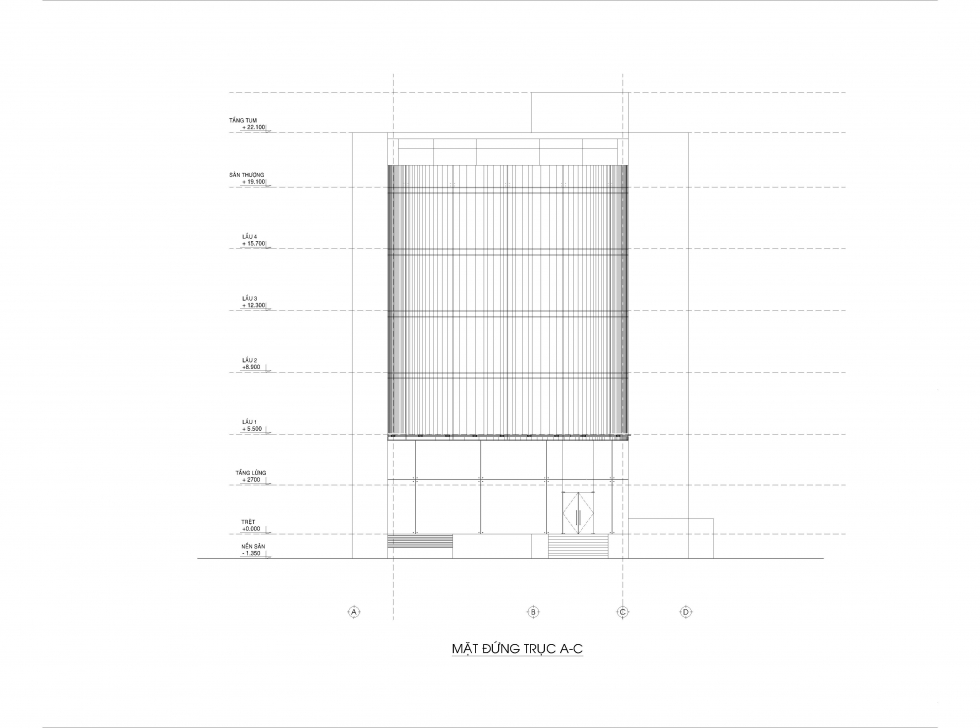 TẦNG TUM
+ 22.100
SÂN THƯỢNG
+ 19.100
LẦU 4
+ 15.700
LẦU 3
+ 12.300
LẦU 2
+8.900
LẦU 1
+ 5.500
TẦNG LỬNG
+ 2700
TRỆT
+0.000
NỀN SÂN
- 1.350
A B C D
MẶT ĐỨNG TRỤC A-C